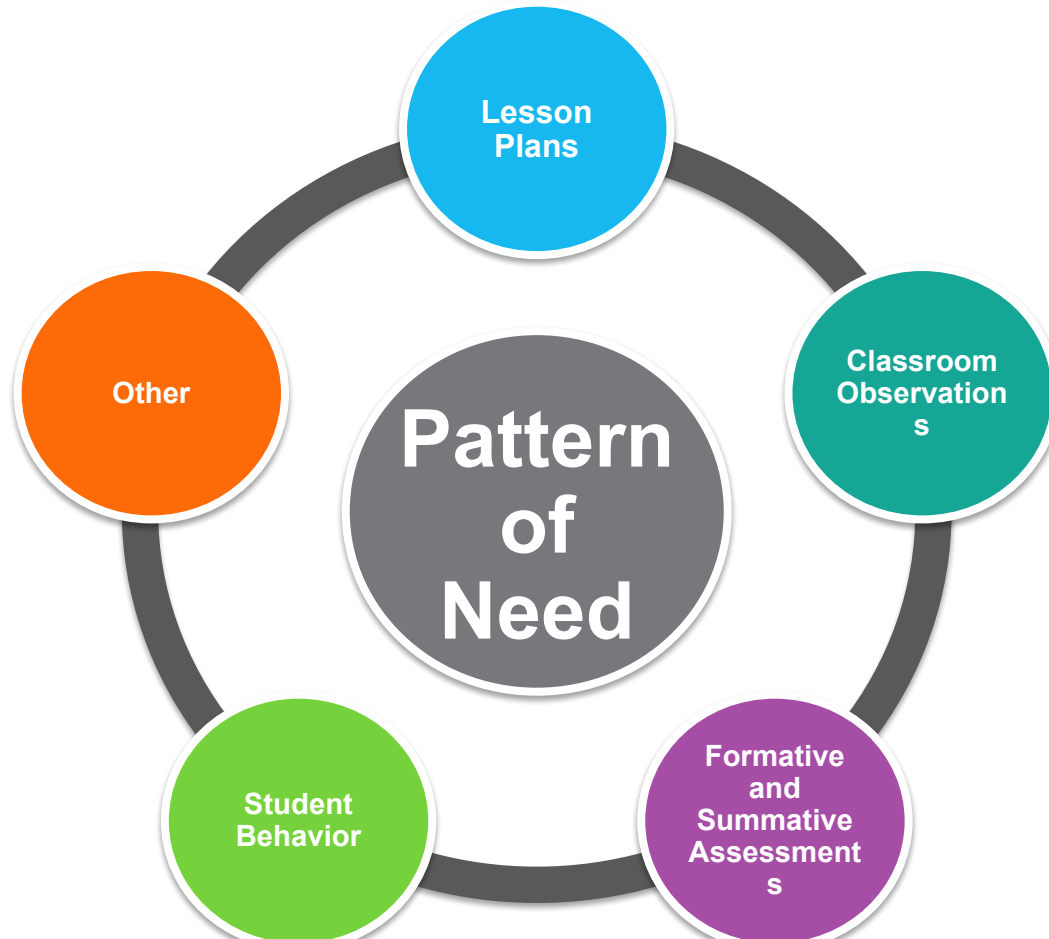 Lesson
Plans
Classroom
Observation
s
Formative
and
Summative
Assessment
s
Student
Behavior
Other
Pattern
of
Need